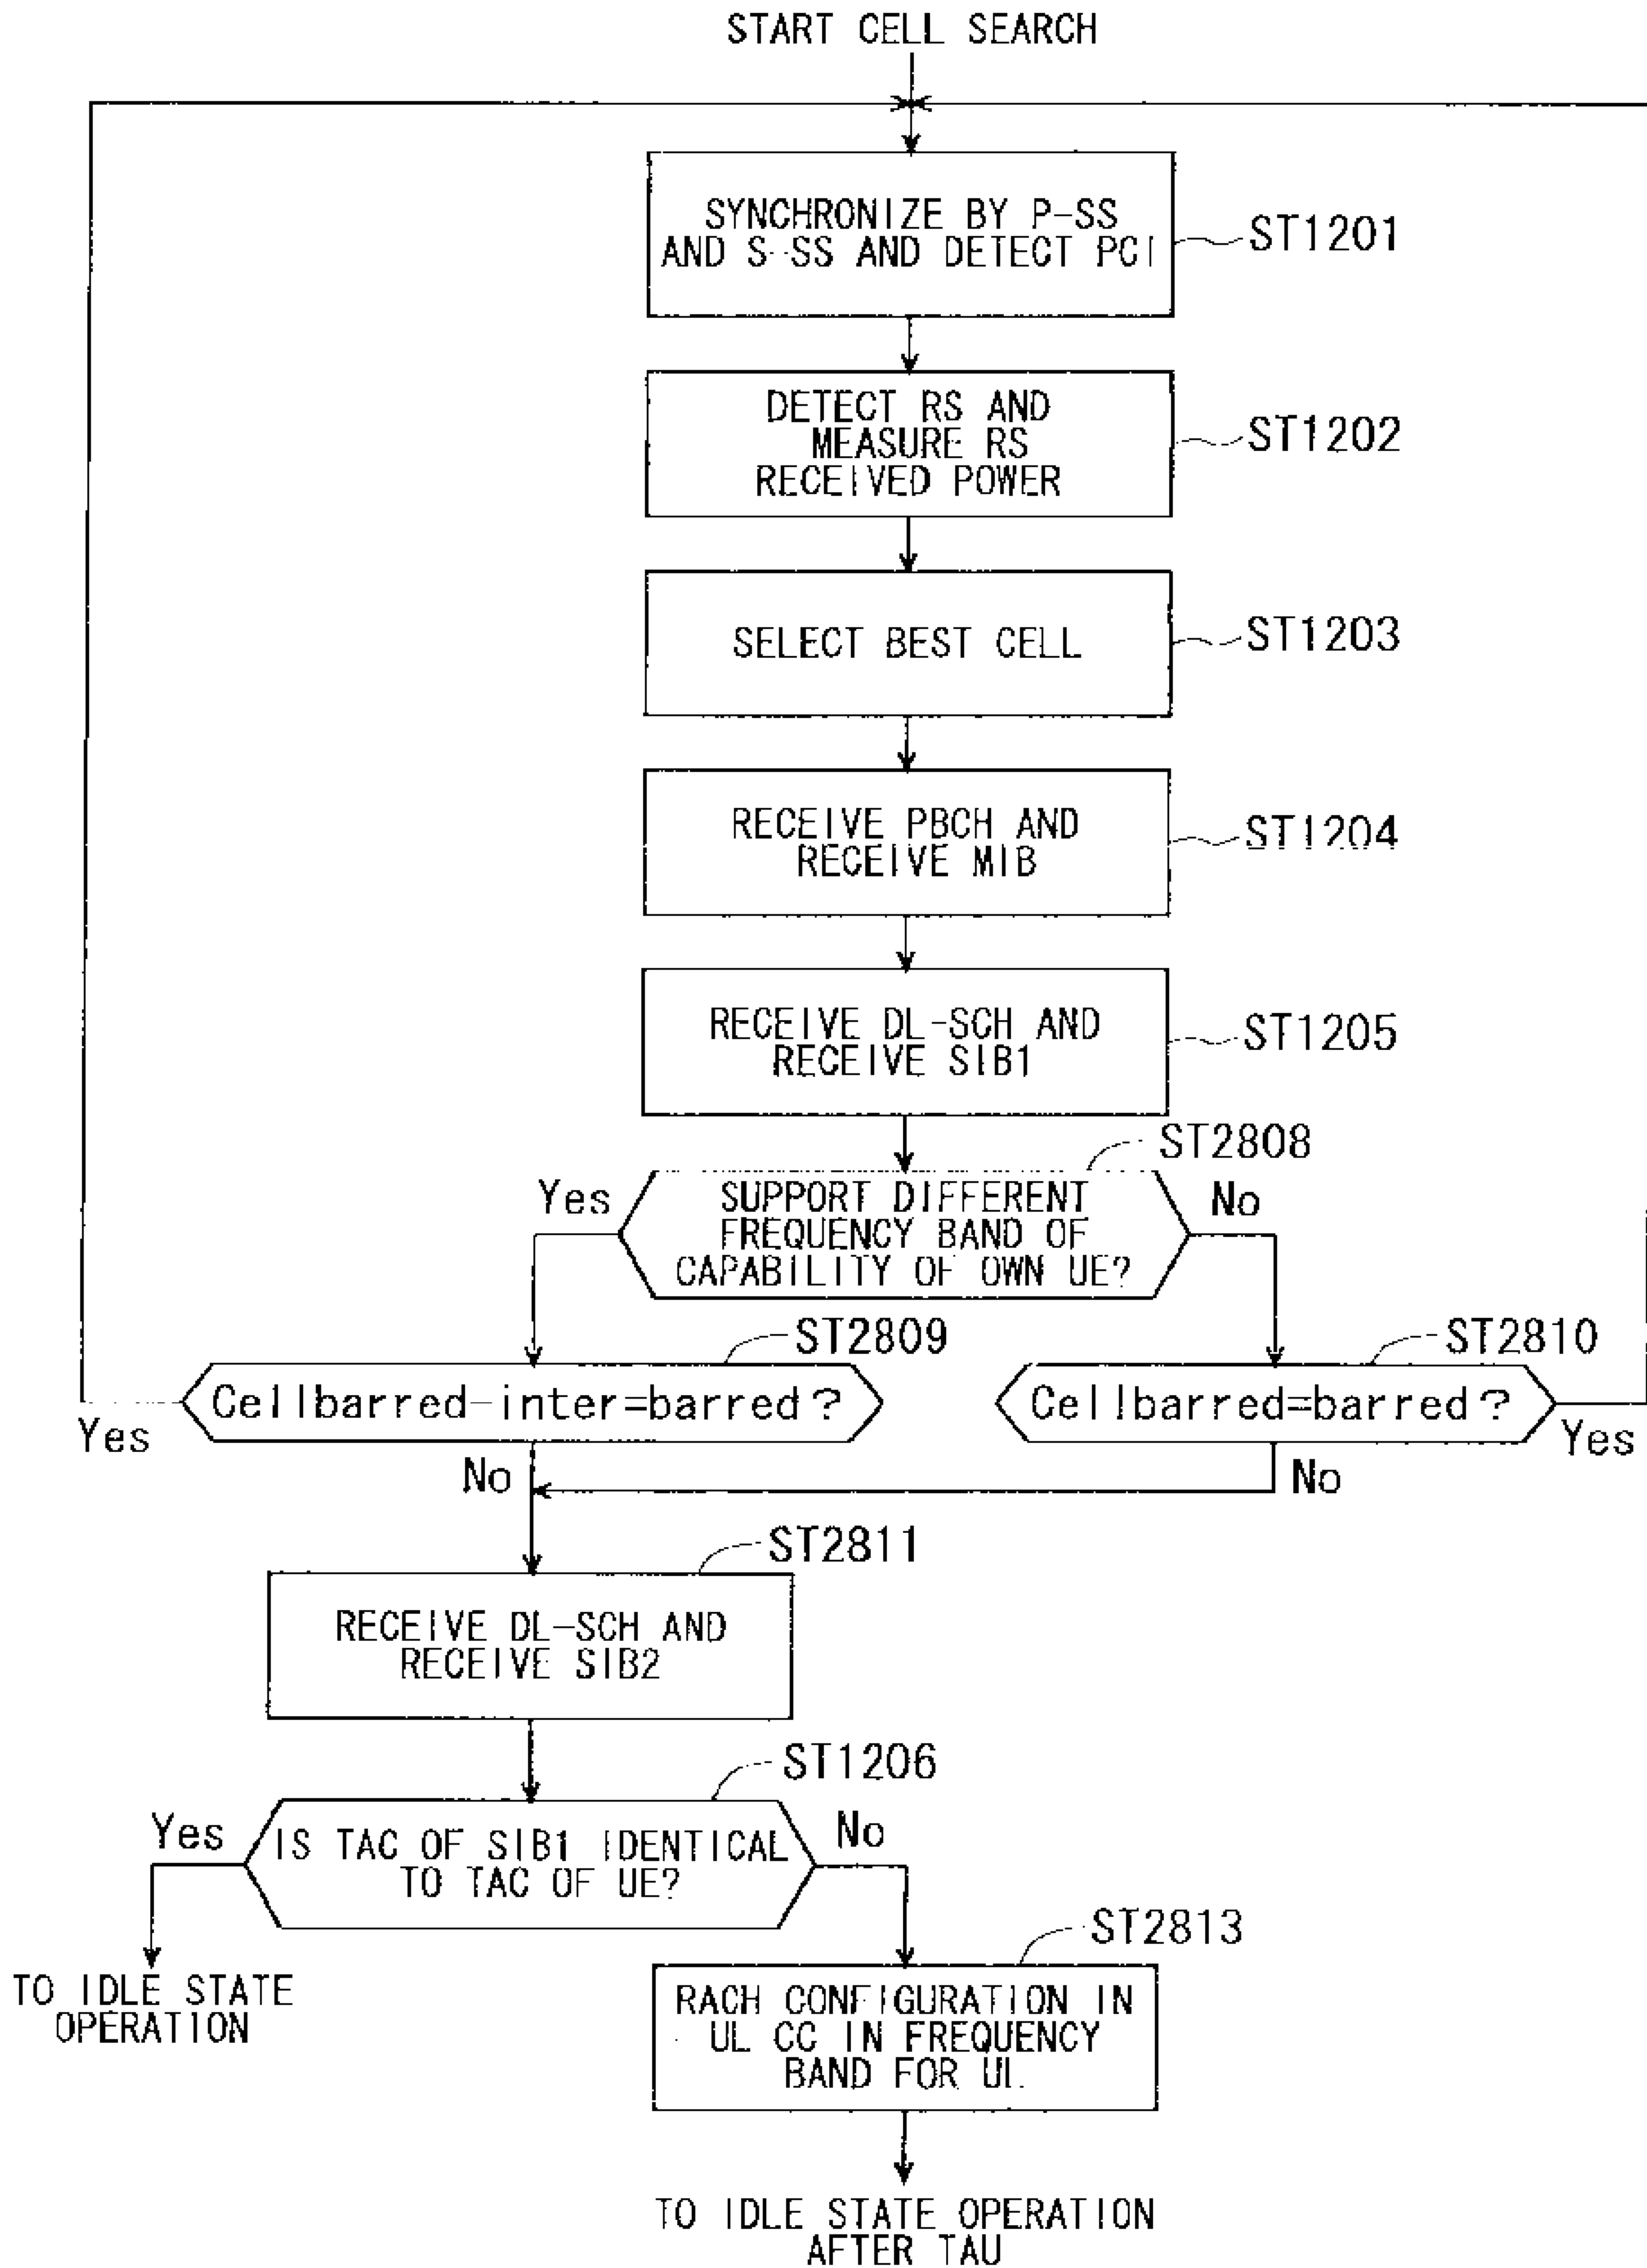 START CELL SEARCH
SYNCHRONIZE BY P-SS
AND S-SS AND DETECT PCI
ST1201
DETECT RS AND
MEASURE RS
RECEIVED POWER
ST1202
SELECT BEST CELL
ST1203
RECEIVE PBCH AND
RECEIVE MIB
ST1204
RECEIVE DL-SCH AND
RECEIVE SIB1
ST1205
ST2808
Yes
SUPPORT DIFFERENT
FREQUENCY BAND OF
CAPABILITY OF OWN UE?
No
ST2809
ST2810
Cellbarred-inter=barred?
Cellbarred=barred?
Yes
Yes
No
No
ST2811
RECEIVE DL-SCH AND
RECEIVE SIB2
ST1206
Yes
IS TAC OF SIB1 IDENTICAL
TO TAC OF UE?
No
ST2813
TO IDLE STATE
OPERATION
RACH CONFIGURATION IN
UL CC IN FREQUENCY
BAND FOR UL
TO IDLE STATE OPERATION
AFTER TAU